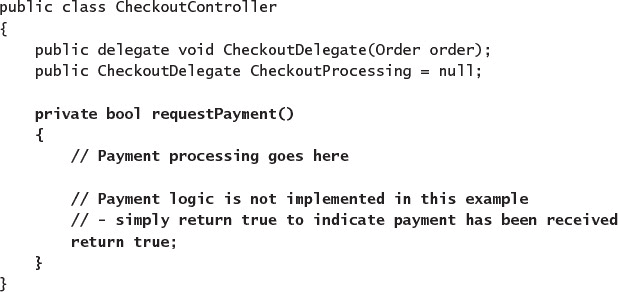 public class CheckoutController
{
    public delegate void CheckoutDelegate(Order order);
    public CheckoutDelegate CheckoutProcessing = null;

    private bool requestPayment()
    {
        // Payment processing goes here

        // Payment logic is not implemented in this example
        // - simply return true to indicate payment has been received
        return true;
    }
}